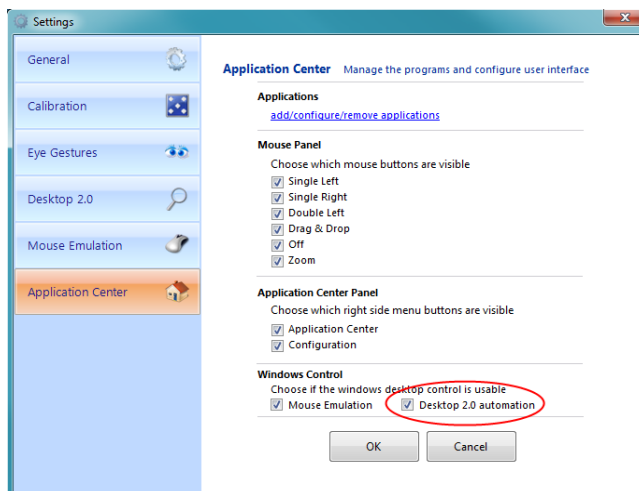 Settings
General
Calibration
Eye Gestures
Desktop 2.0
Mouse Emulation
Application Center
Application Center Manage the programs and configure user interface
Applications
add/configure/remove applications
Mouse Panel
Choose which mouse buttons are visible
Single Left
Single Right
Double Left
Drag & Drop
Off
Zoom
Application Center Panel
Choose which right side menu buttons are visible
Application Center
Configuration
Windows Control
Choose if the windows desktop control is usable
Mouse Emulation Desktop 2.0 automation
OK Cancel